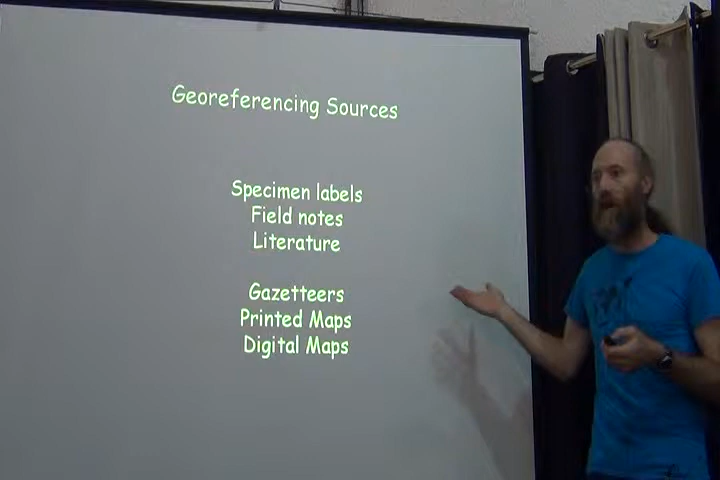 Georeferencing Sources
Specimen labels
Field notes
Literature
Gazetteers
Printed Maps
Digital Maps